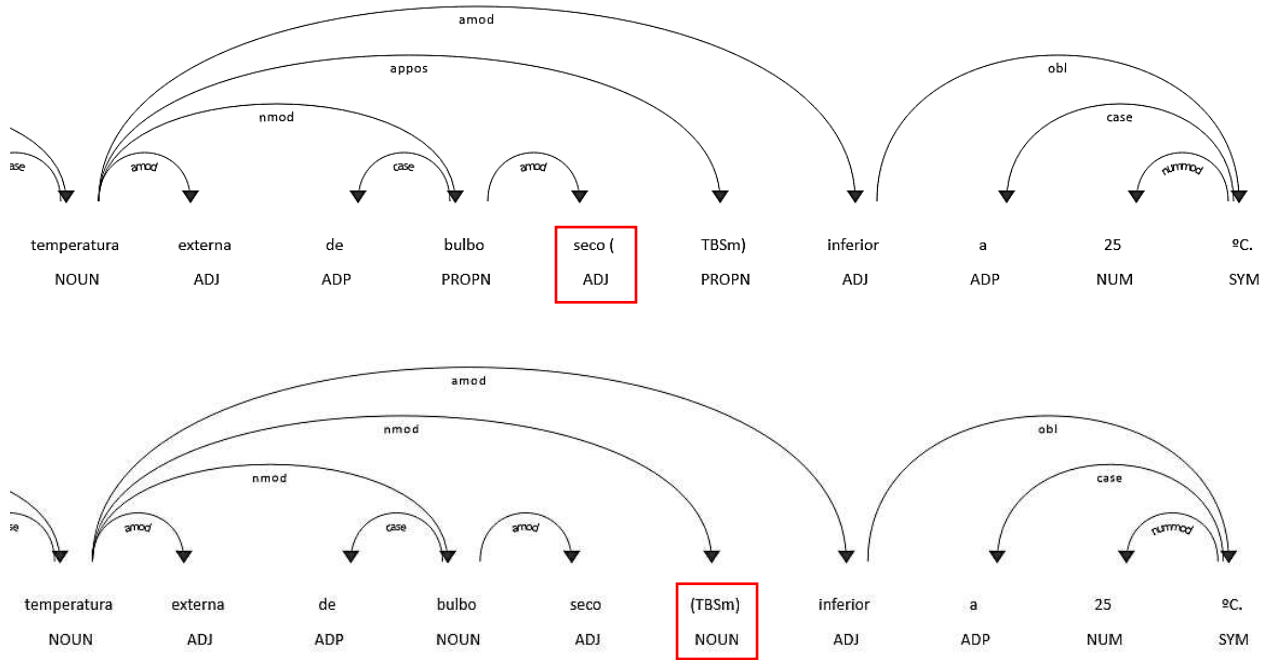 amod
appos
obl
nmod
case
ase amod case amod nummod
temperatura externa de bulbo seco ( TBSm) inferior a 25 ºC.
NOUN ADJ ADP PROPN ADJ PROPN ADJ ADP NUM SYM
amod
nmod
obl
nmod
case
se amod case amod nummod
temperatura externa de bulbo seco (TBSm) inferior a 25 ºC.
NOUN ADJ ADP NOUN ADJ NOUN ADJ ADP NUM SYM